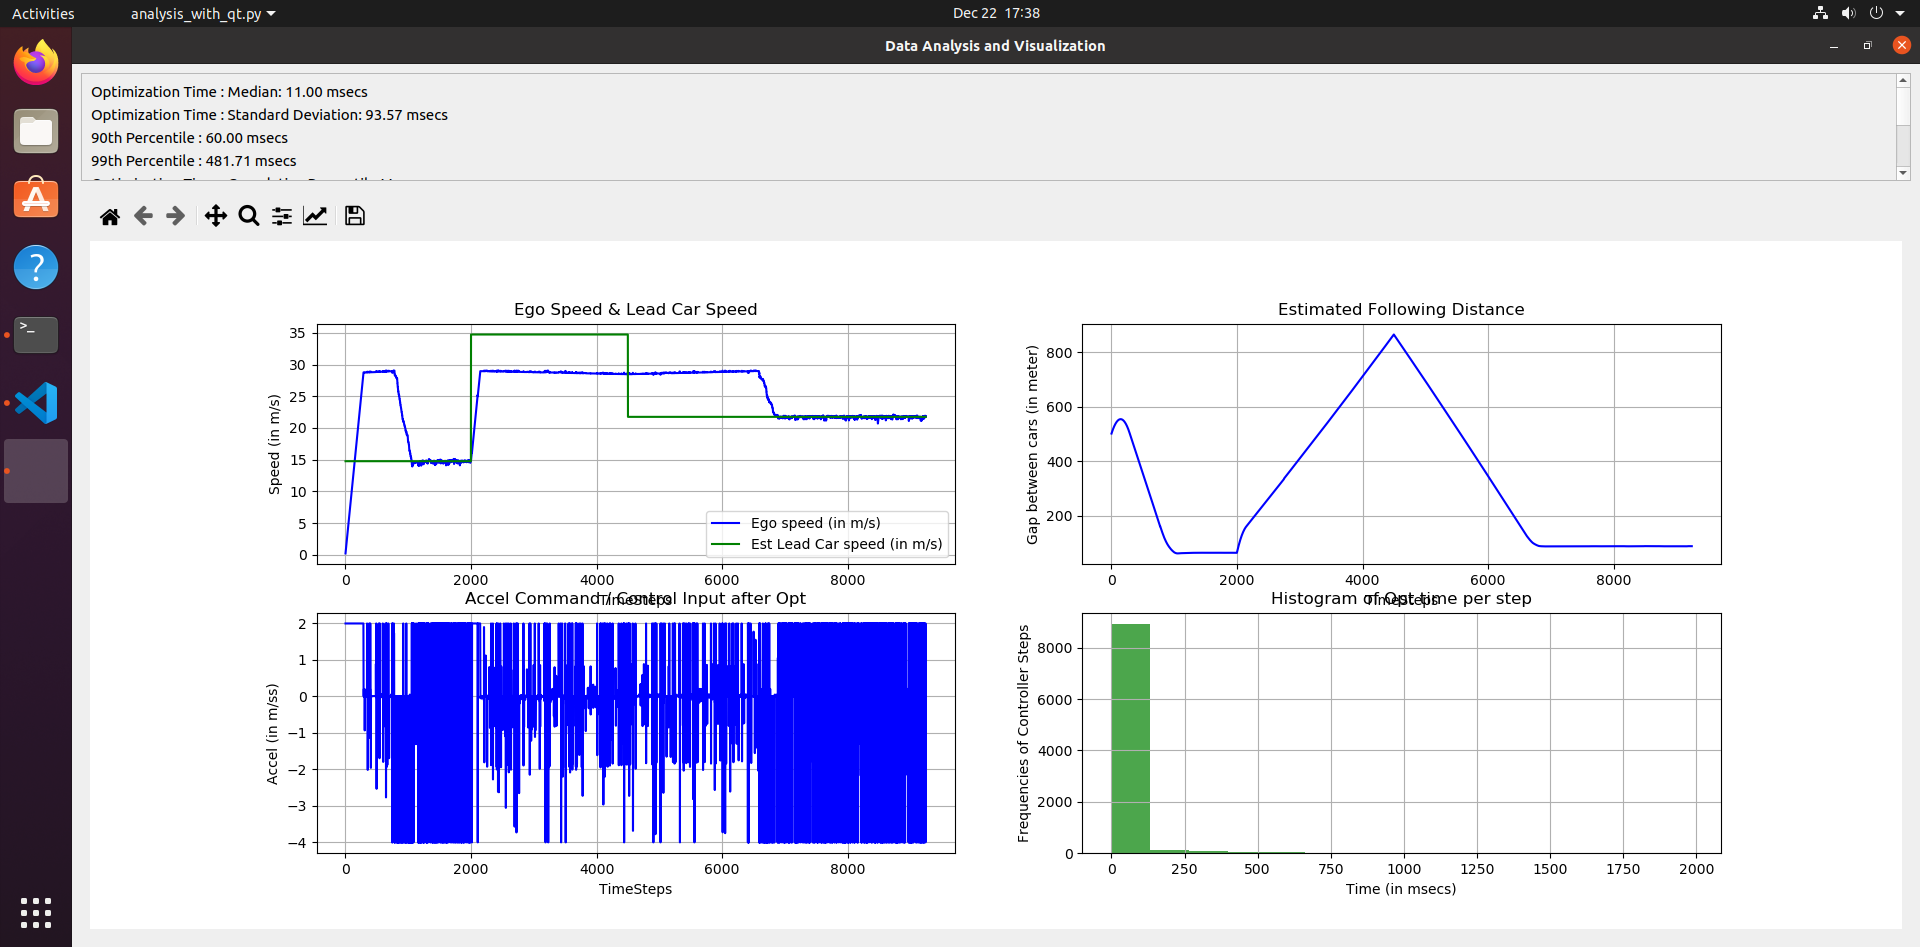 Activities
analysis_with_qt.py
Dec 22 17:38
Data Analysis and Visualization
Optimization Time : Median: 11.00 msecs
Optimization Time : Standard Deviation: 93.57 msecs
90th Percentile : 60.00 msecs
99th Percentile : 481.71 msecs
Ego Speed & Lead Car Speed
35
30
25
20
15
10
5
0
Speed (in m/s)
Ego speed (in m/s)
Est Lead Car speed (in m/s)
0 2000 4000 6000 8000
TimeSteps
Estimated Following Distance
800
600
400
200
Gap between cars (in meter)
0 2000 4000 6000 8000
TimeSteps
Accel Command / Control Input after Opt
2
1
0
−1
−2
−3
−4
Accel (in m/ss)
0 2000 4000 6000 8000
TimeSteps
Histogram of Opt time per step
8000
6000
4000
2000
0
Frequencies of Controller Steps
0 250 500 750 1000 1250 1500 1750 2000
Time (in msecs)